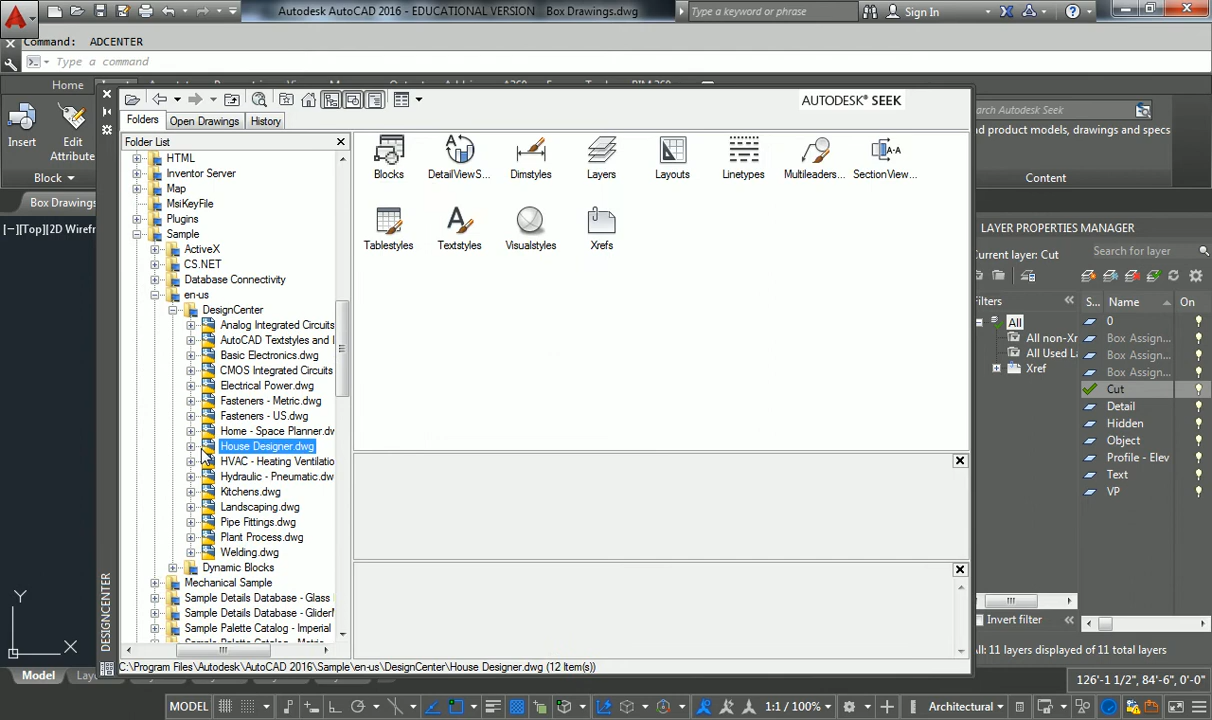 Autodesk AutoCAD 2016 - EDUCATIONAL VERSION Box Drawings.dwg
Type a keyword or phrase
Sign In
Command: ADCENTER
Type a command
Home
BIM 360
Insert
Edit
Attribute
Block
AUTODESK® SEEK
earch Autodesk Seek
nd product models, drawings and specs
Content
Folders
Open Drawings
History
Folder List
HTML
Inventor Server
Map
MsiKeyFile
Plugins
Sample
ActiveX
CS.NET
Database Connectivity
en-us
DesignCenter
Analog Integrated Circuits
AutoCAD Textstyles and
Basic Electronics.dwg
CMOS Integrated Circuits
Electrical Power.dwg
Fasteners - Metric.dwg
Fasteners - US.dwg
Home - Space Planner.dw
House Designer.dwg
HVAC - Heating Ventilatio
Hydraulic - Pneumatic.dw
Kitchens.dwg
Landscaping.dwg
Pipe Fittings.dwg
Plant Process.dwg
Welding.dwg
Dynamic Blocks
Mechanical Sample
Sample Details Database - Glass
Sample Details Database - Glider
Sample Palette Catalog - Imperial
Blocks
DetailViewS...
Dimstyles
Layers
Layouts
Linetypes
Multileaders...
SectionView...
Tablestyles
Textstyles
Visualstyles
Xrefs
Box Drawings
[−][Top][2D Wirefr
DESIGNCENTER
C:\Program Files\Autodesk\AutoCAD 2016\Sample\en-us\DesignCenter\House Designer.dwg (12 Item(s))
LAYER PROPERTIES MANAGER
Current layer: Cut
Search for layer
Filters
All
All non-Xr
All Used La
Xref
S...
Name
On
0
Box Assign
Box Assign
Box Assign
Cut
Detail
Hidden
Object
Profile - Elev
Text
VP
Invert filter
All: 11 layers displayed of 11 total layers
Y
X
Model
Lay
126'-1 1/2", 84'-6", 0'-0"
MODEL
1:1 / 100%
Architectural